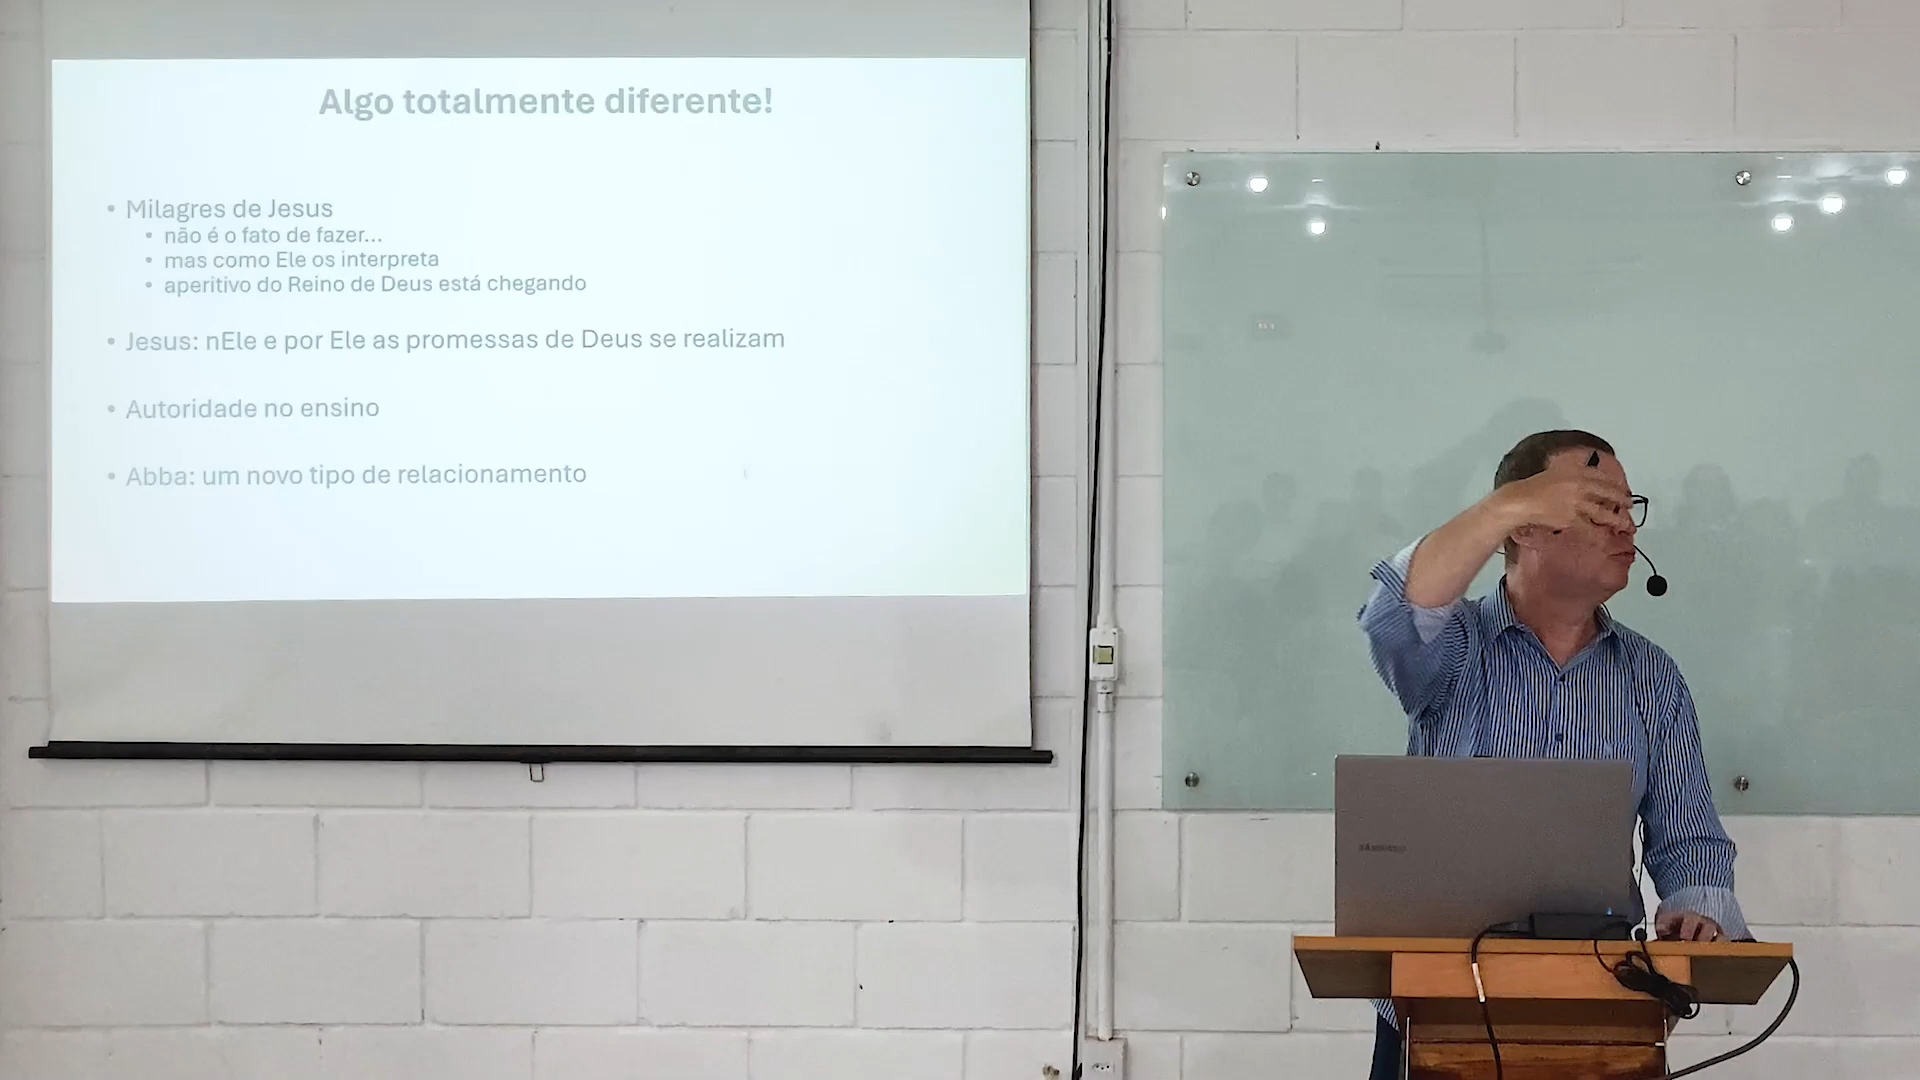 Algo totalmente diferente!
• Milagres de Jesus
• não é o fato de fazer...
• mas como Ele os interpreta
• aperitivo do Reino de Deus está chegando
• Jesus: nEle e por Ele as promessas de Deus se realizam
• Autoridade no ensino
• Abba: um novo tipo de relacionamento
SAMSUNG